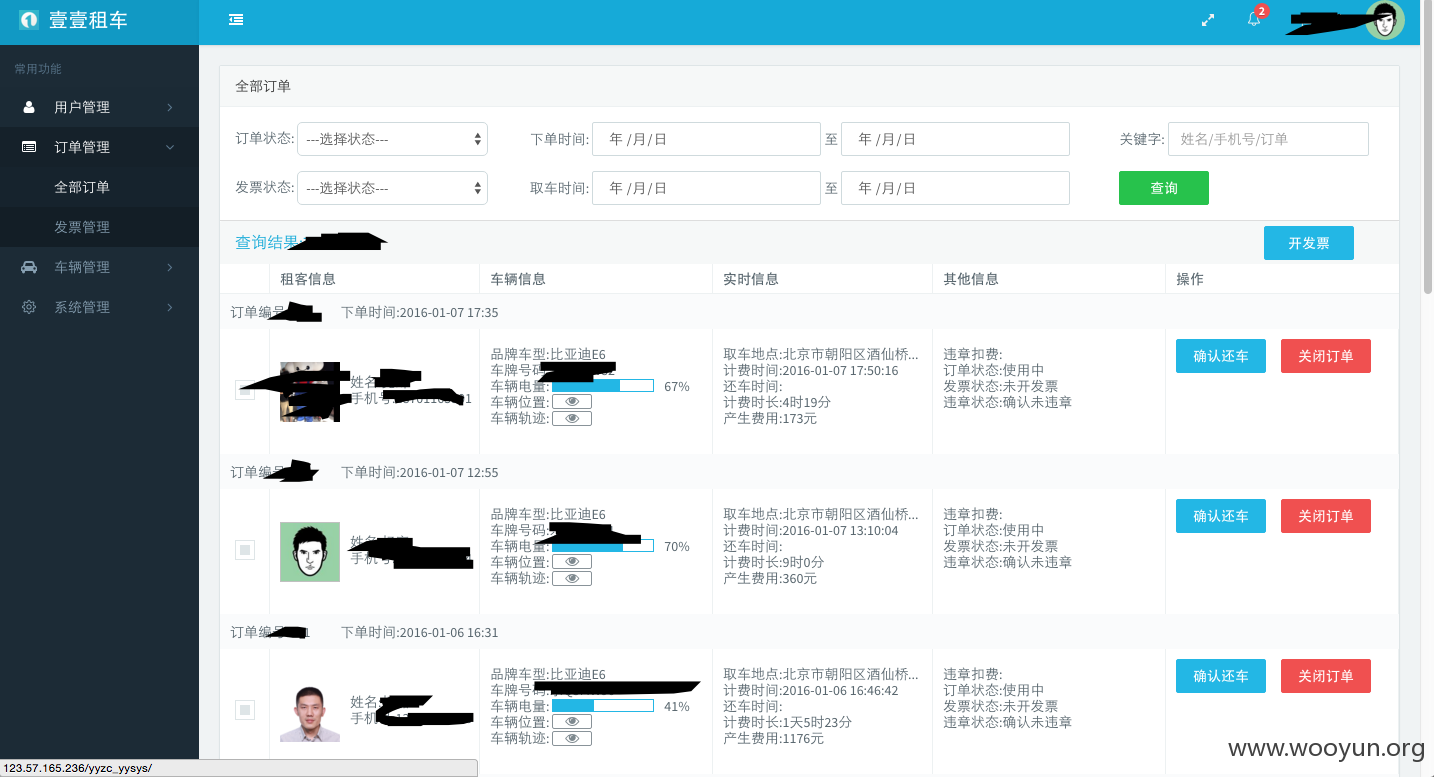 壹壹租车
2
常用功能
用户管理
订单管理
全部订单
发票管理
车辆管理
系统管理
全部订单
订单状态: ---选择状态--- 下单时间: 年 /月/日 至 年 /月/日 关键字: 姓名/手机号/订单
发票状态: ---选择状态--- 取车时间: 年 /月/日 至 年 /月/日 查询
查询结果 开发票
租客信息 车辆信息 实时信息 其他信息 操作
订单编号 下单时间:2016-01-07 17:35
姓名
手机号
品牌车型:比亚迪E6
车牌号码
车辆电量: 67%
车辆位置:
车辆轨迹:
取车地点:北京市朝阳区酒仙桥...
计费时间:2016-01-07 17:50:16
还车时间:
计费时长:4时19分
产生费用:173元
违章扣费:
订单状态:使用中
发票状态:未开发票
违章状态:确认未违章
确认还车 关闭订单
订单编号 下单时间:2016-01-07 12:55
姓名
手机号
品牌车型:比亚迪E6
车牌号码:
车辆电量: 70%
车辆位置:
车辆轨迹:
取车地点:北京市朝阳区酒仙桥...
计费时间:2016-01-07 13:10:04
还车时间:
计费时长:9时0分
产生费用:360元
违章扣费:
订单状态:使用中
发票状态:未开发票
违章状态:确认未违章
确认还车 关闭订单
订单编号 下单时间:2016-01-06 16:31
姓名
手机号
品牌车型:比亚迪E6
车牌号码
车辆电量: 41%
车辆位置:
车辆轨迹:
取车地点:北京市朝阳区酒仙桥...
计费时间:2016-01-06 16:46:42
还车时间:
计费时长:1天5时23分
产生费用:1176元
违章扣费:
订单状态:使用中
发票状态:未开发票
违章状态:确认未违章
确认还车 关闭订单
www.wooyun.org
123.57.165.236/yyzc_yysys/